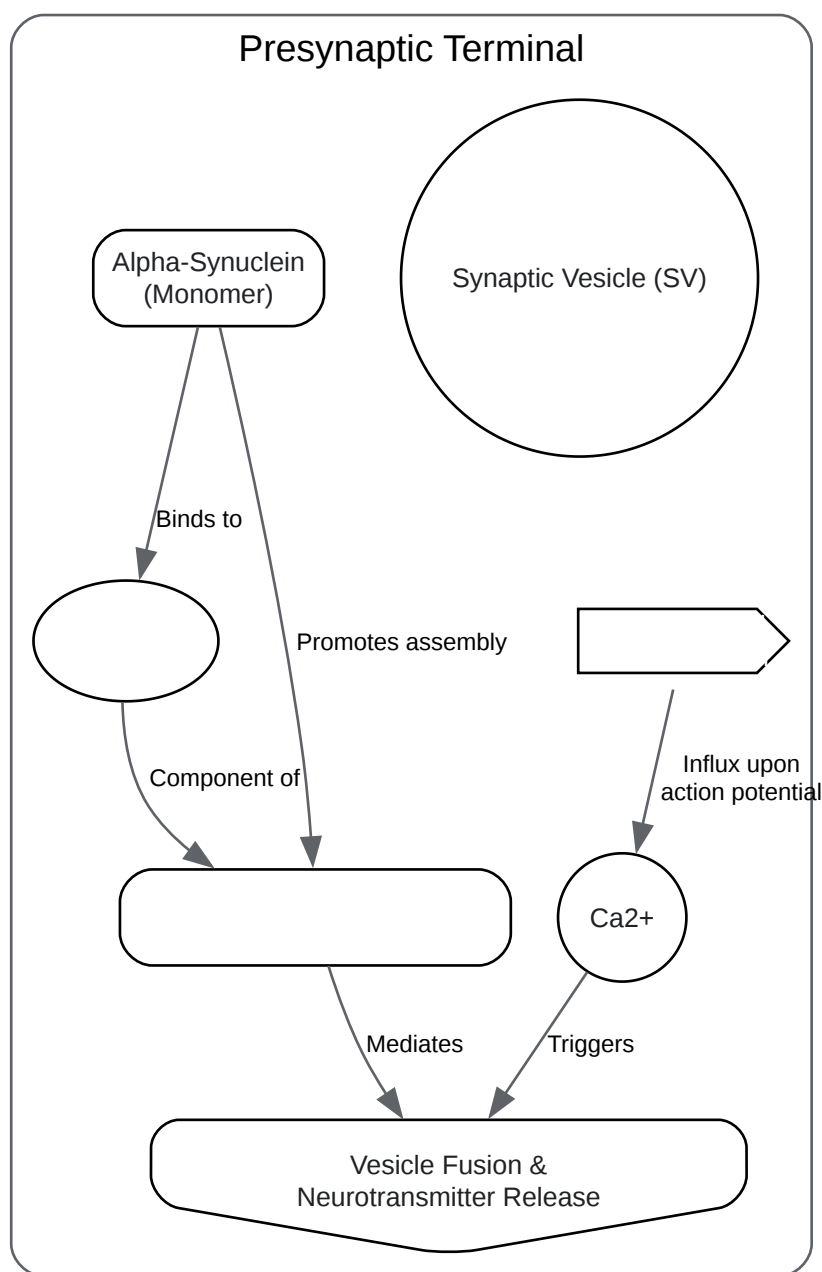 Presynaptic Terminal
Alpha-Synuclein
(Monomer)
Synaptic Vesicle (SV)
Binds to
Promotes assembly
Influx upon
action potential
Component of
Ca2+
Mediates
Triggers
Vesicle Fusion &
Neurotransmitter Release